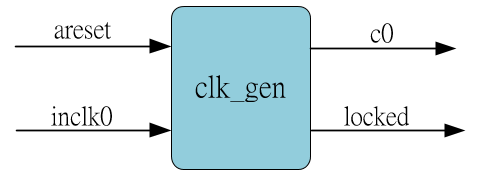 areset
c0
clk_gen
inclk0
locked